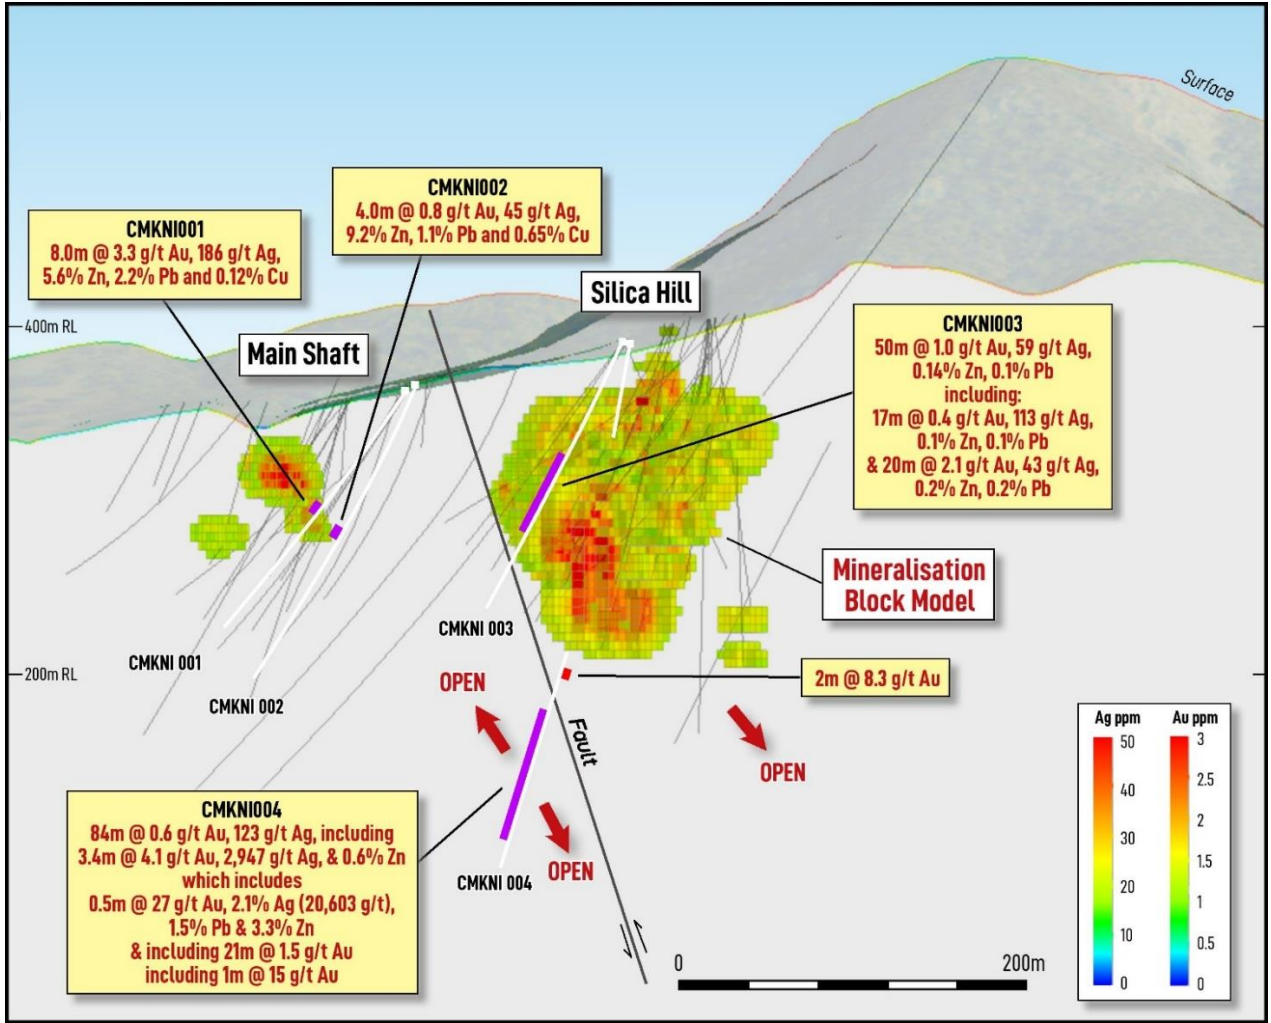 Surface
CMKNI001
8.0m @ 3.3 g/t Au, 186 g/t Ag,
5.6% Zn, 2.2% Pb and 0.12% Cu
CMKNI002
4.0m @ 0.8 g/t Au, 45 g/t Ag,
9.2% Zn, 1.1% Pb and 0.65% Cu
400m RL
Main Shaft
Silica Hill
CMKNI003
50m @ 1.0 g/t Au, 59 g/t Ag,
0.14% Zn, 0.1% Pb
including:
17m @ 0.4 g/t Au, 113 g/t Ag,
0.1% Zn, 0.1% Pb
& 20m @ 2.1 g/t Au, 43 g/t Ag,
0.2% Zn, 0.2% Pb
Mineralisation
Block Model
CMKNI 001
CMKNI 002
CMKNI 003
200m RL
OPEN
2m @ 8.3 g/t Au
Fault
OPEN
OPEN
CMKNI 004
CMKNI004
84m @ 0.6 g/t Au, 123 g/t Ag, including
3.4m @ 4.1 g/t Au, 2,947 g/t Ag, & 0.6% Zn
which includes
0.5m @ 27 g/t Au, 2.1% Ag (20,603 g/t),
1.5% Pb & 3.3% Zn
& including 21m @ 1.5 g/t Au
including 1m @ 15 g/t Au
0 200m
Ag ppm Au ppm
50 3
40 2.5
30 2
20 1.5
10 1
0 0.5
0